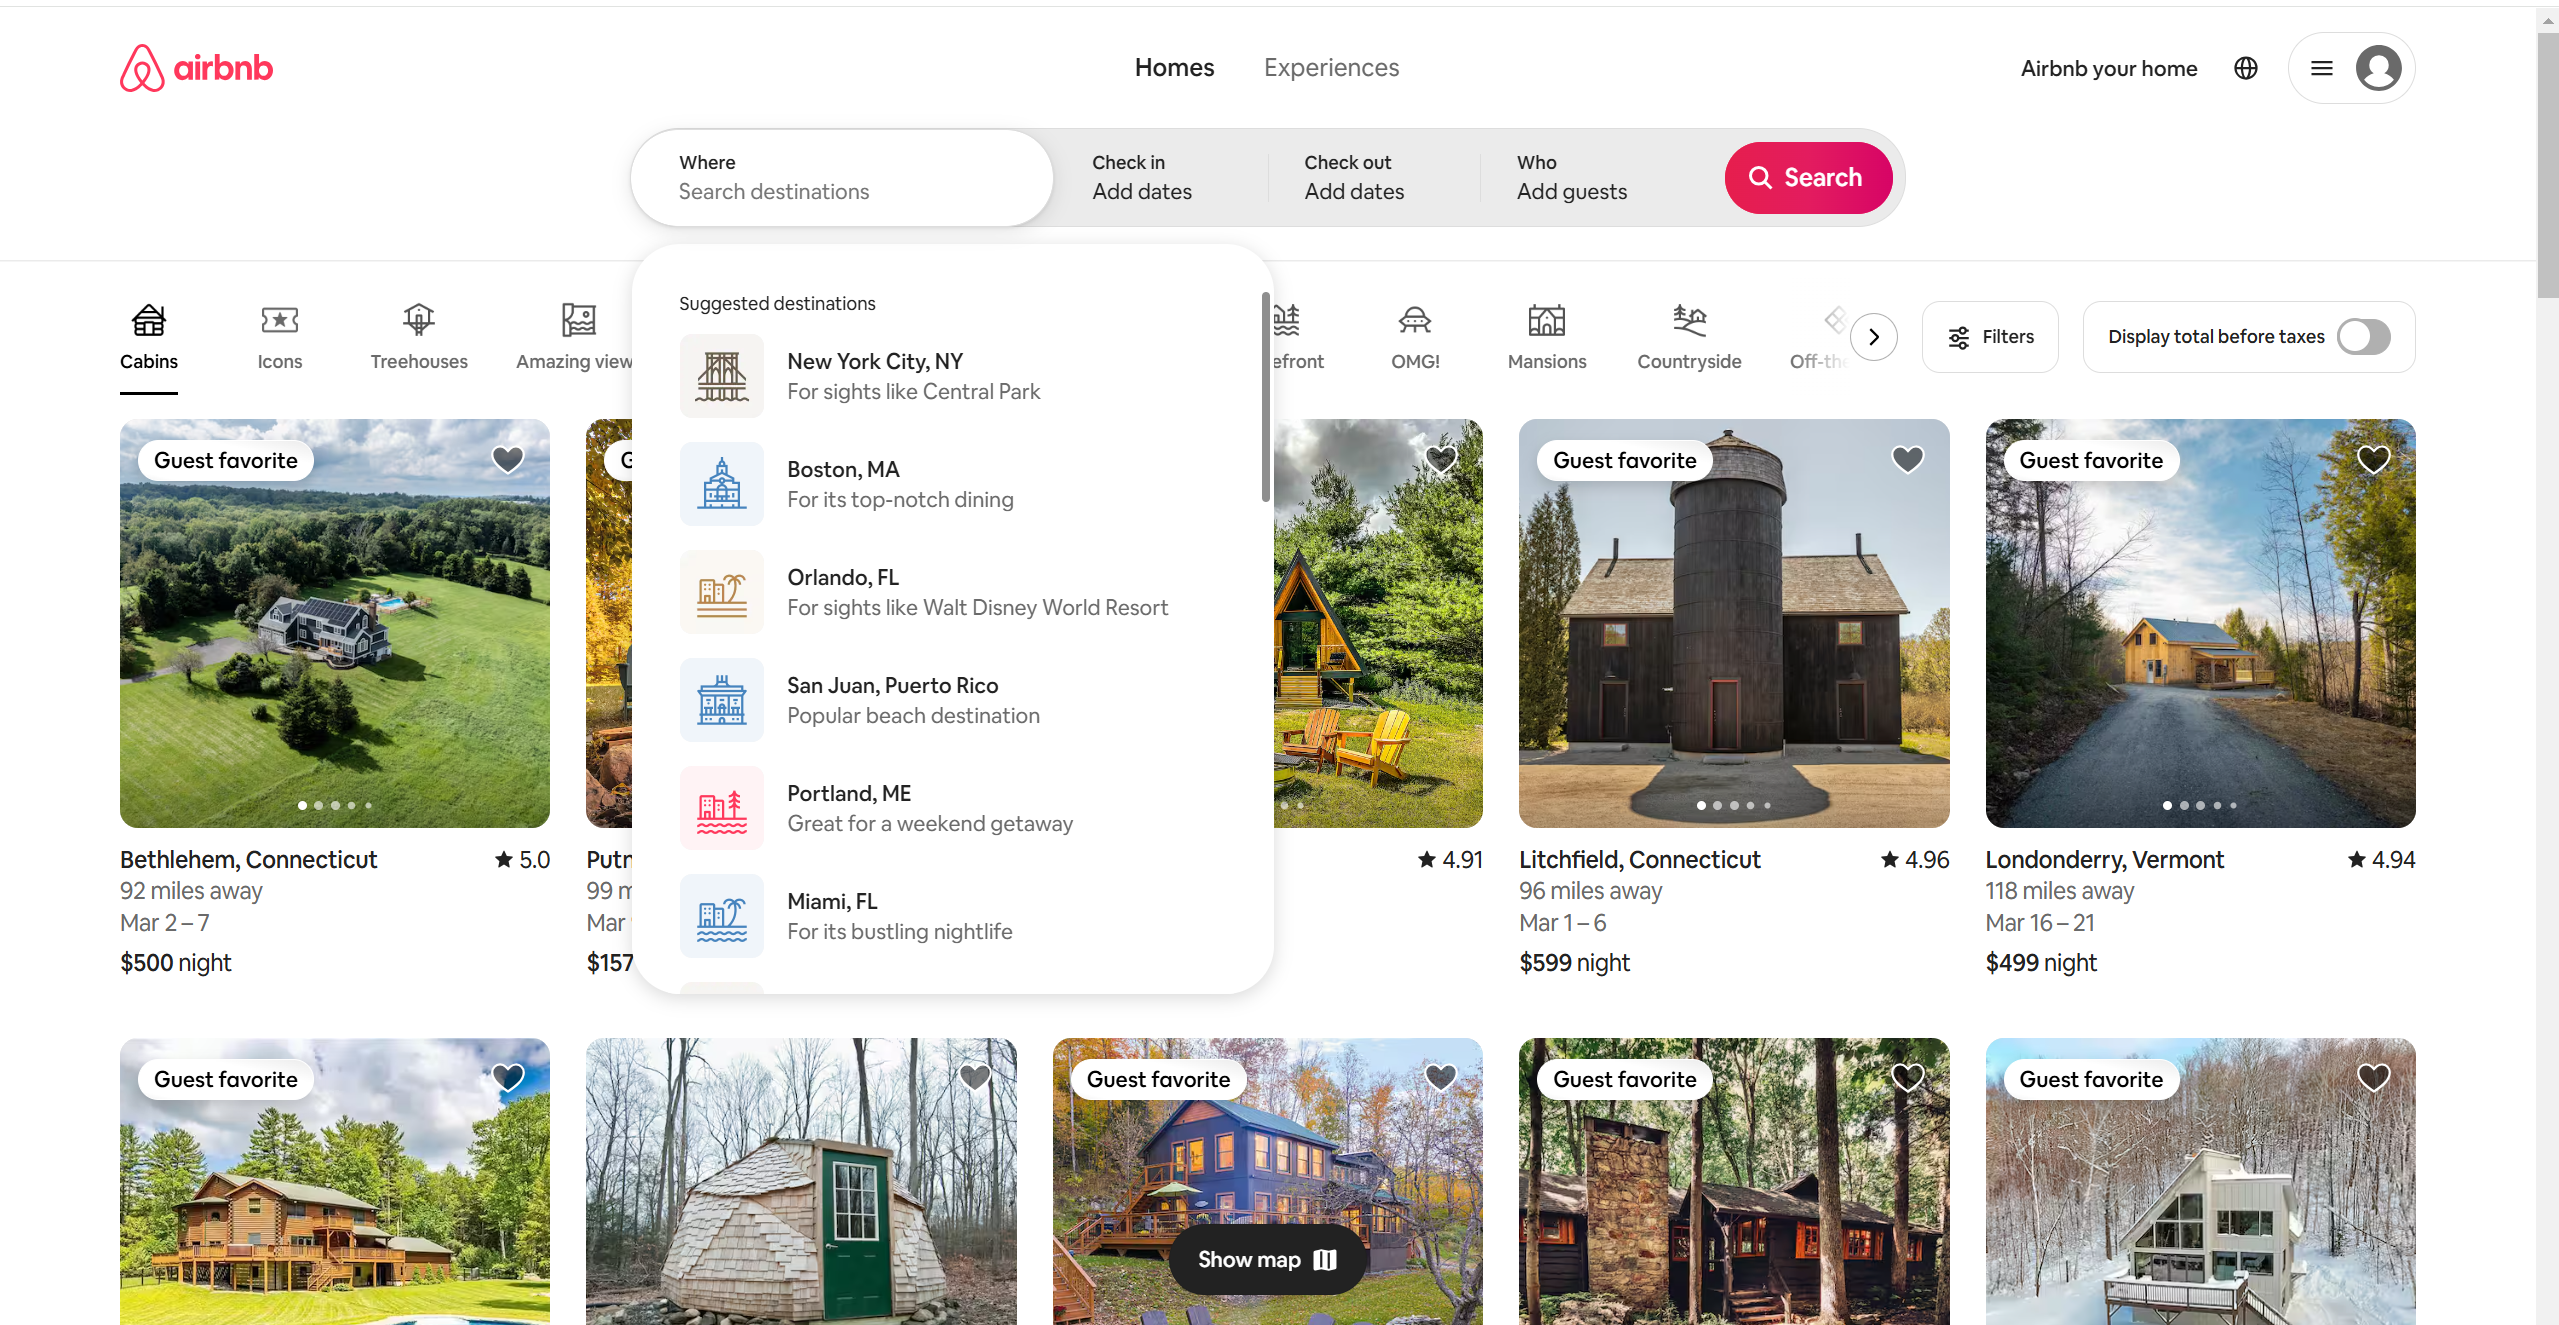 airbnb
Homes
Experiences
Airbnb your home
Where
Search destinations
Check in
Add dates
Check out
Add dates
Who
Add guests
Search
Cabins
Icons
Treehouses
Amazing view
efront
OMG!
Mansions
Countryside
Off-the
Filters
Display total before taxes
Suggested destinations
New York City, NY
For sights like Central Park
Boston, MA
For its top-notch dining
Orlando, FL
For sights like Walt Disney World Resort
San Juan, Puerto Rico
Popular beach destination
Portland, ME
Great for a weekend getaway
Miami, FL
For its bustling nightlife
Guest favorite
Bethlehem, Connecticut
5.0
92 miles away
Mar 2 – 7
$500 night
G
Putn
99 m
Mar
$157
4.91
Guest favorite
Litchfield, Connecticut
4.96
96 miles away
Mar 1 – 6
$599 night
Guest favorite
Londonderry, Vermont
4.94
118 miles away
Mar 16 – 21
$499 night
Guest favorite
Guest favorite
Guest favorite
Guest favorite
Show map